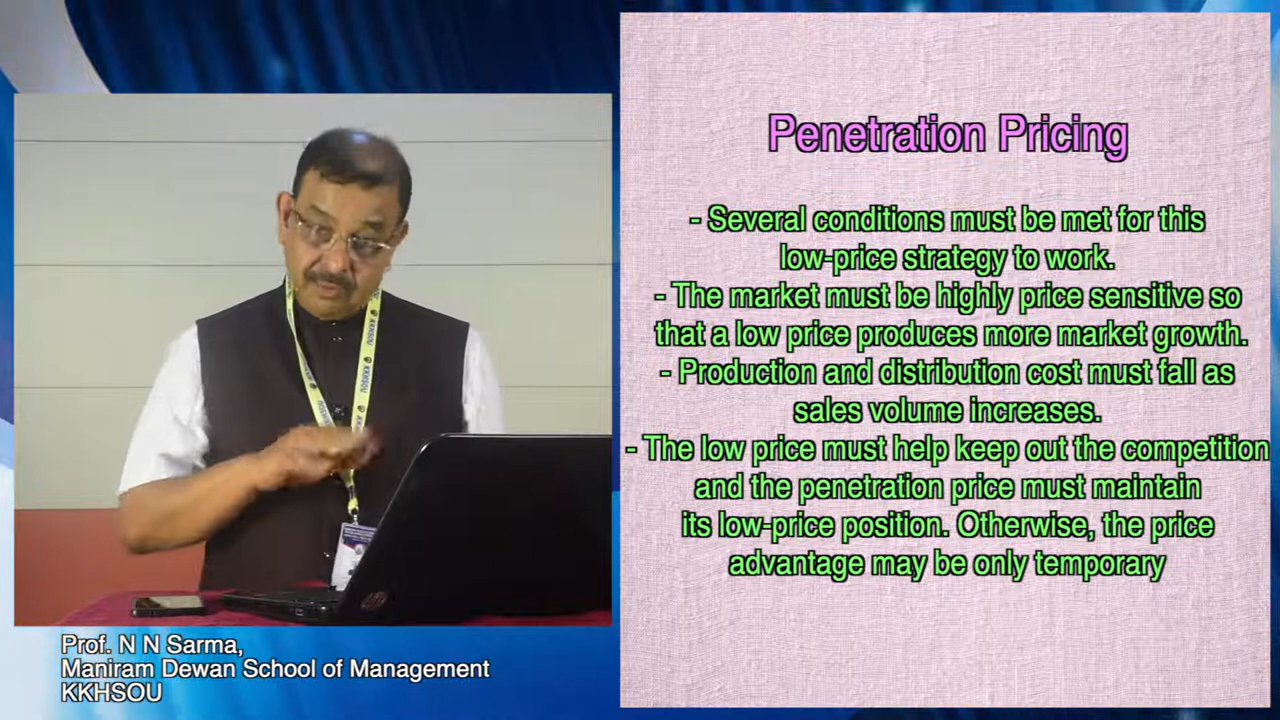 Penetration Pricing
- Several conditions must be met for this
low-price strategy to work.
- The market must be highly price sensitive so
that a low price produces more market growth.
- Production and distribution cost must fall as
sales volume increases.
- The low price must help keep out the competition
and the penetration price must maintain
its low-price position. Otherwise, the price
advantage may be only temporary
KKHSOU
KKHSOU
Prof. N N Sarma,
Maniram Dewan School of Management
KKHSOU